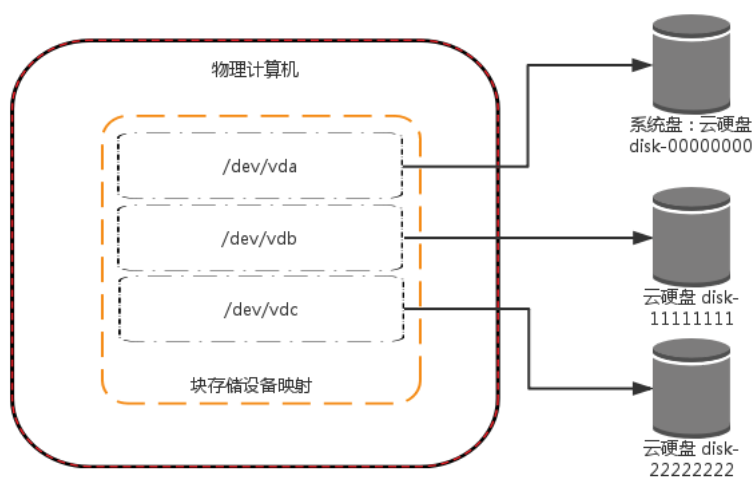 物理计算机
/dev/vda
/dev/vdb
/dev/vdc
块存储设备映射
系统盘：云硬盘
disk-00000000
云硬盘 disk-
11111111
云硬盘 disk-
22222222